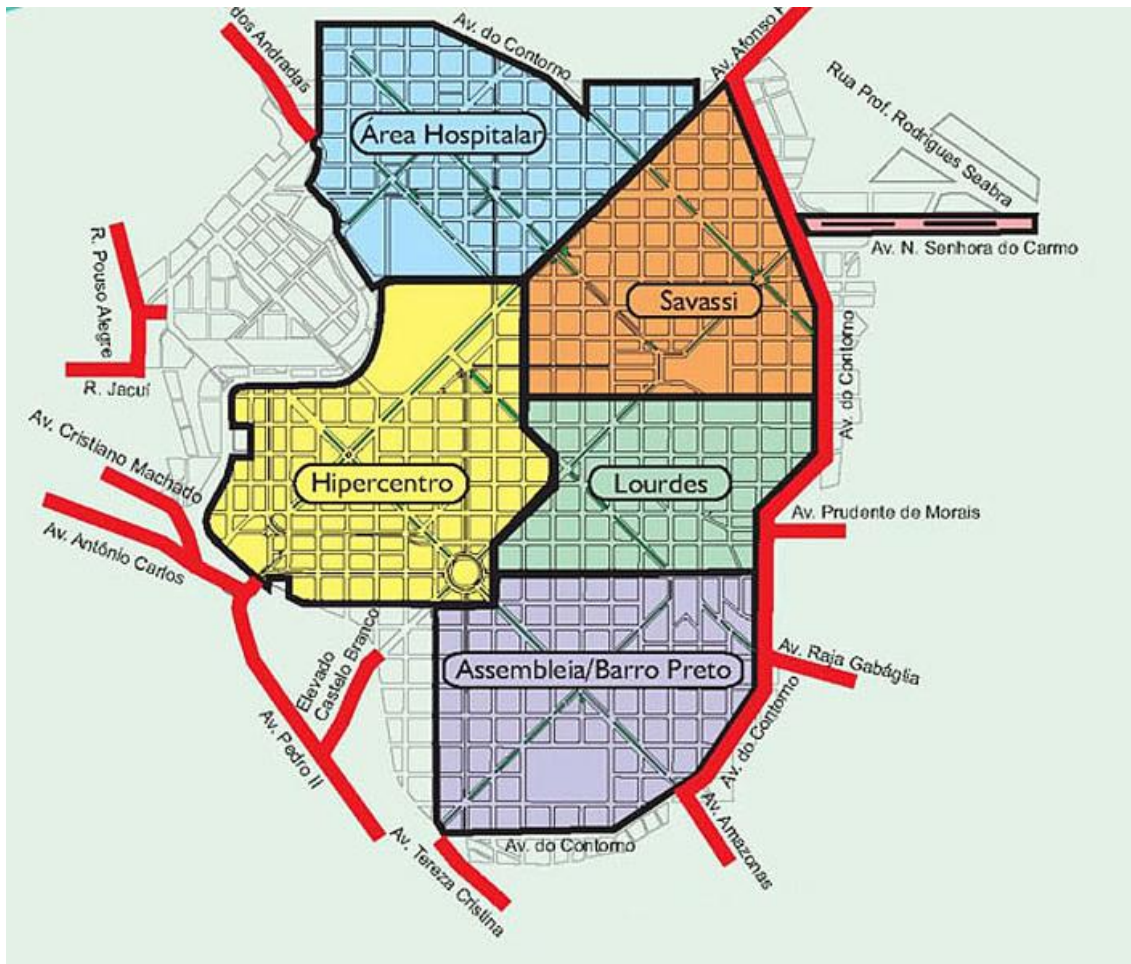 dos Andradas
Av. do Contorno
Av. Afonso
Rua Prof. Rodrigues Seabra
Área Hospitalar
R. Pouso Alegre
Av. N. Senhora do Carmo
Savassi
R. Jacuí
Av. do Contorno
Av. Cristiano Machado
Hipercentro
Lourdes
Av. Prudente de Morais
Av. Antônio Carlos
Elevado
Castelo Branco
Assembleia/Barro Preto
Av. Raja Gabáglia
Av. do Contorno
Av. Pedro II
Av. Amazonas
Av. do Contorno
Av. Tereza Cristina